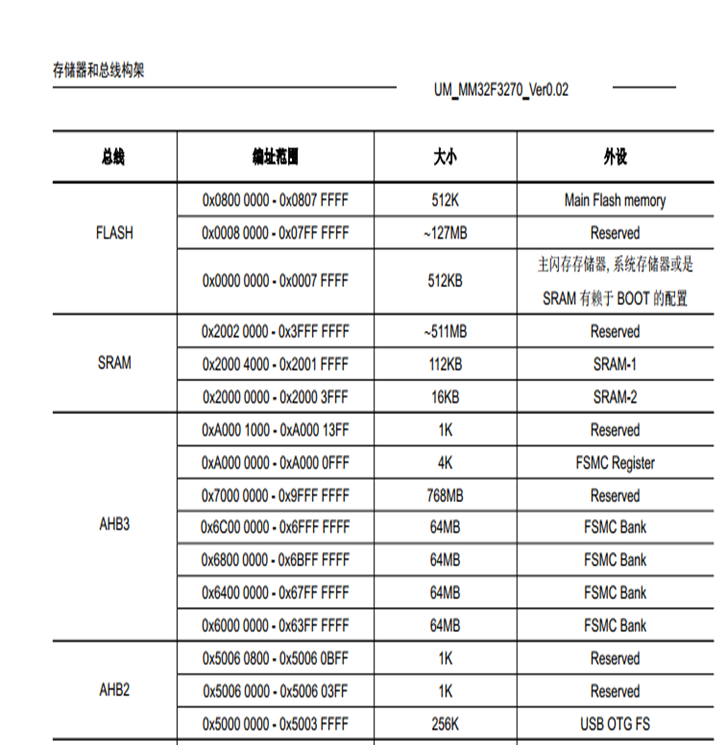 存储器和总线构架
UM_MM32F3270_Ver0.02
总线 编址范围 大小 外设
0x0800 0000 - 0x0807 FFFF 512K Main Flash memory
FLASH 0x0008 0000 - 0x07FF FFFF ~127MB Reserved
0x0000 0000 - 0x0007 FFFF 512KB 主闪存存储器, 系统存储器或是
SRAM 有赖于 BOOT 的配置
0x2002 0000 - 0x3FFF FFFF ~511MB Reserved
SRAM 0x2000 4000 - 0x2001 FFFF 112KB SRAM-1
0x2000 0000 - 0x2000 3FFF 16KB SRAM-2
0xA000 1000 - 0xA000 13FF 1K Reserved
0xA000 0000 - 0xA000 0FFF 4K FSMC Register
0x7000 0000 - 0x9FFF FFFF 768MB Reserved
AHB3 0x6C00 0000 - 0x6FFF FFFF 64MB FSMC Bank
0x6800 0000 - 0x6BFF FFFF 64MB FSMC Bank
0x6400 0000 - 0x67FF FFFF 64MB FSMC Bank
0x6000 0000 - 0x63FF FFFF 64MB FSMC Bank
0x5006 0800 - 0x5006 0BFF 1K Reserved
AHB2 0x5006 0000 - 0x5006 03FF 1K Reserved
0x5000 0000 - 0x5003 FFFF 256K USB OTG FS